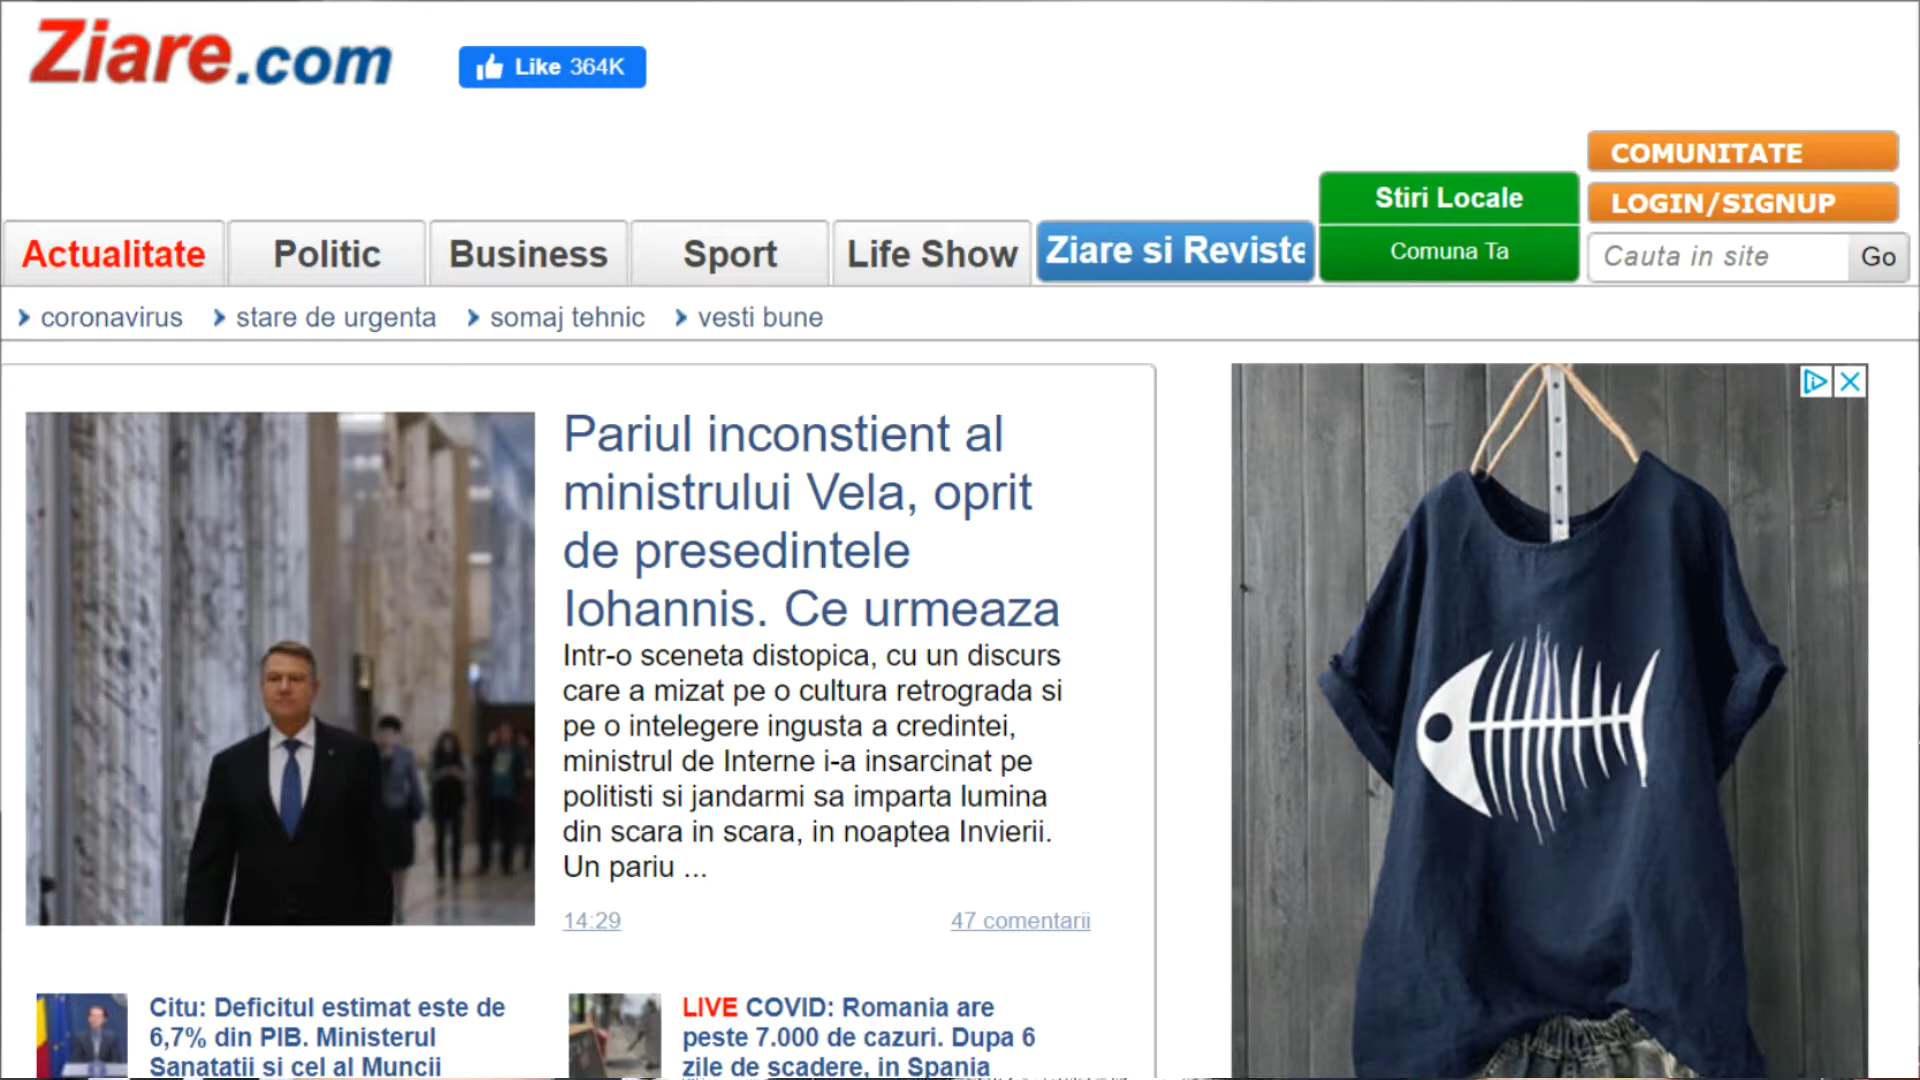 Ziare.com
Like 364K
COMUNITATE
Stiri Locale
LOGIN/SIGNUP
Actualitate
Politic
Business
Sport
Life Show
Ziare si Reviste
Comuna Ta
Cauta in site
Go
coronavirus
stare de urgenta
somaj tehnic
vesti bune
Pariul inconstient al
ministrului Vela, oprit
de presedintele
Iohannis. Ce urmeaza
Intr-o sceneta distopica, cu un discurs
care a mizat pe o cultura retrograda si
pe o intelegere ingusta a credintei,
ministrul de Interne i-a insarcinat pe
politisti si jandarmi sa imparta lumina
din scara in scara, in noaptea Invierii.
Un pariu ...
14:29
47 comentarii
Citu: Deficitul estimat este de
6,7% din PIB. Ministerul
Sanatatii si cel al Muncii
LIVE COVID: Romania are
peste 7.000 de cazuri. Dupa 6
zile de scadere, in Spania